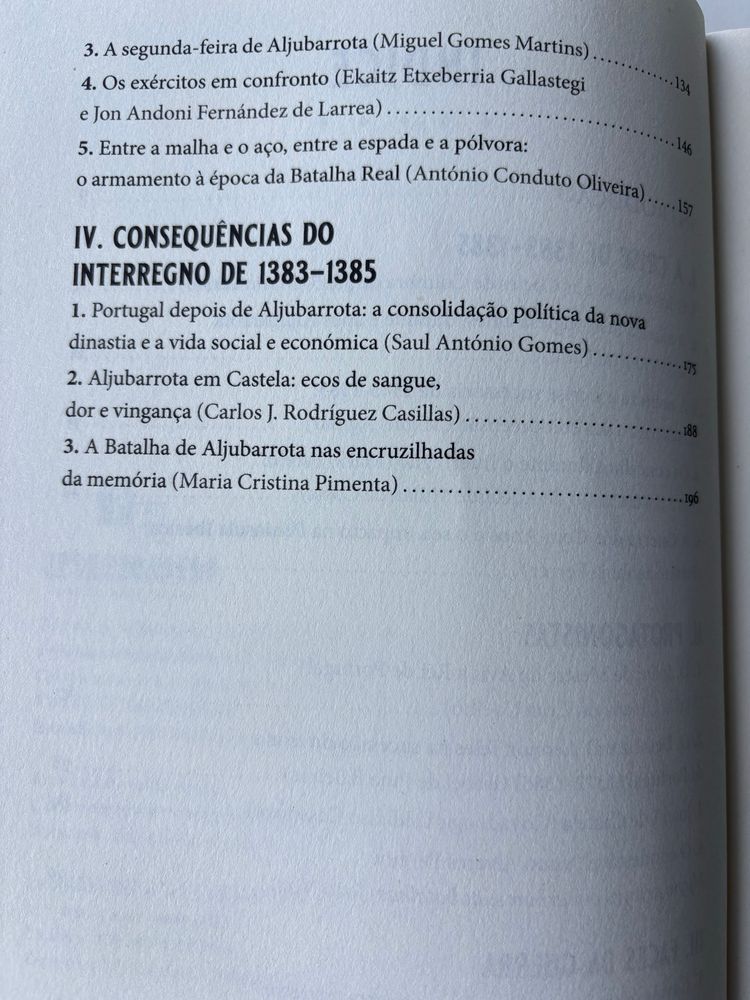 3. A segunda-feira de Aljubarrota (Miguel Gomes Martins)..............134
4. Os exércitos em confronto (Ekaitz Etxeberria Gallastegi
e Jon Andoni Fernández de Larrea)..............146
5. Entre a malha e o aço, entre a espada e a pólvora:
o armamento à época da Batalha Real (António Conduto Oliveira).....157
IV. CONSEQUÊNCIAS DO
INTERREGNO DE 1383–1385
1. Portugal depois de Aljubarrota: a consolidação política da nova
dinastia e a vida social e económica (Saul António Gomes)..............175
2. Aljubarrota em Castela: ecos de sangue,
dor e vingança (Carlos J. Rodríguez Casillas)..............188
3. A Batalha de Aljubarrota nas encruzilhadas
da memória (Maria Cristina Pimenta)..............196